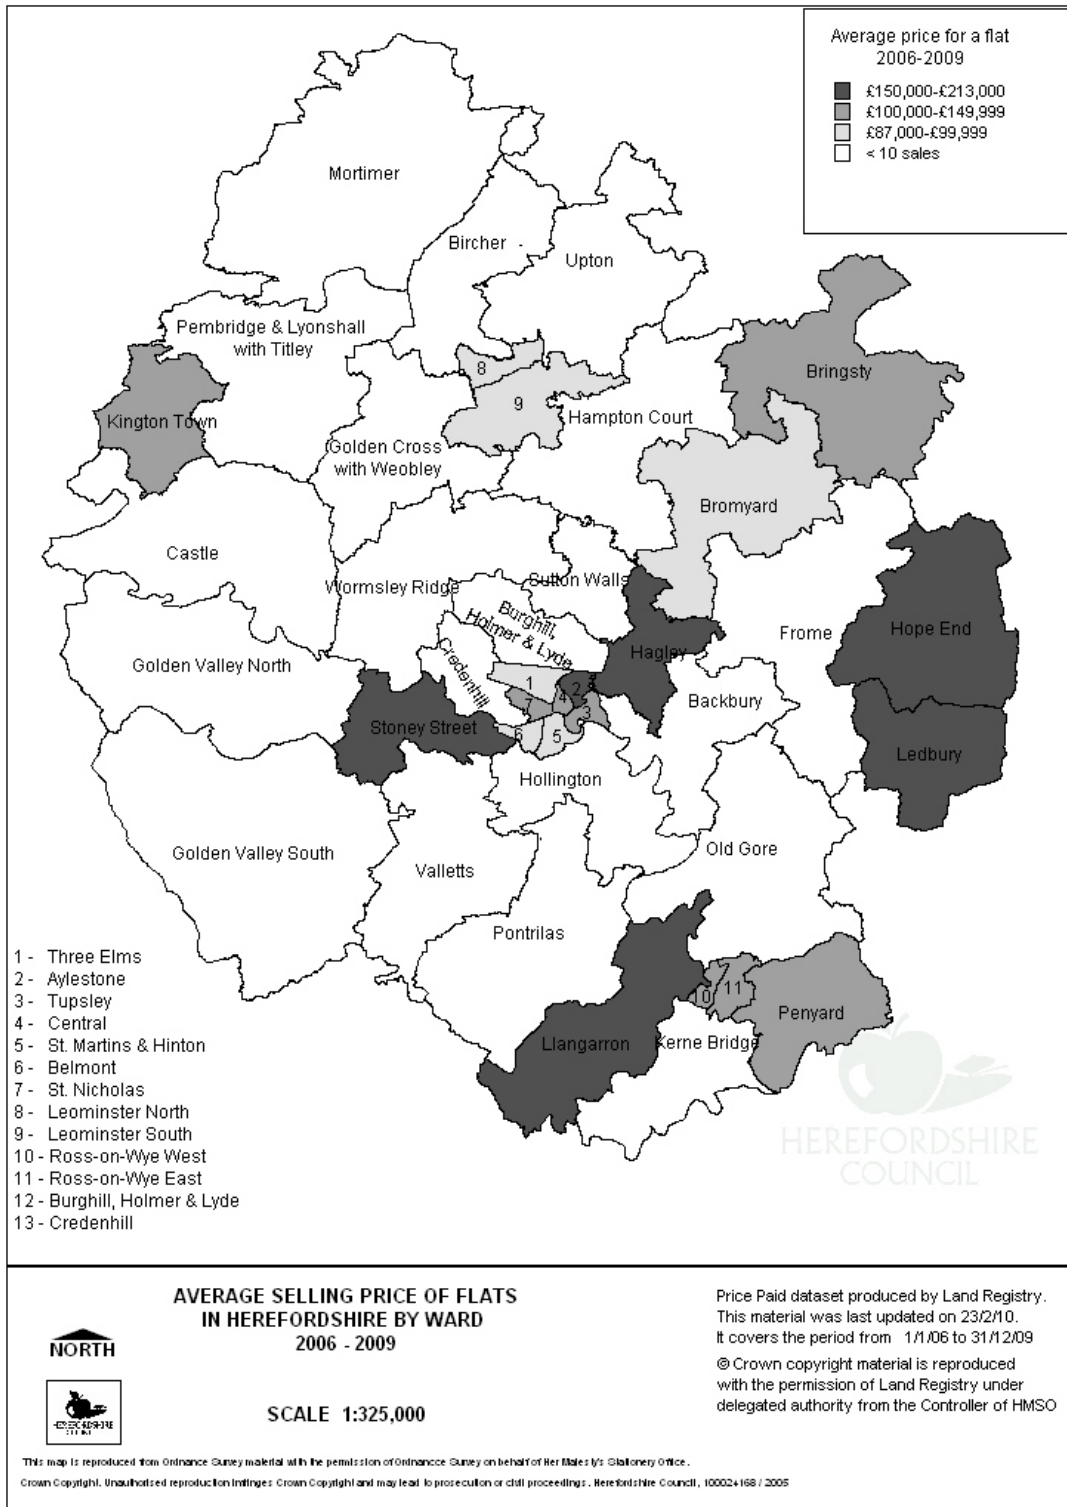 Average price for a flat
2006-2009
£150,000-£213,000
£100,000-£149,999
£87,000-£99,999
< 10 sales
Mortimer
Bircher
Upton
Pembridge & Lyonshall
with Titley
Kington Town
8
9
Bringsty
Golden Cross
with Weobley
Hampton Court
Bromyard
Castle
Wormsley Ridge
Sutton Walls
Burghill,
Holmer & Lyde
Credenhill
Hagley
Frome
Hope End
Golden Valley North
1
2
7
4
3
Backbury
Stoney Street
6
5
Ledbury
Hollington
Golden Valley South
Valletts
Old Gore
Pontrilas
10
11
Penyard
Llangarron
Kerne Bridge
1 - Three Elms
2 - Aylestone
3 - Tupsley
4 - Central
5 - St. Martins & Hinton
6 - Belmont
7 - St. Nicholas
8 - Leominster North
9 - Leominster South
10 - Ross-on-Wye West
11 - Ross-on-Wye East
12 - Burghill, Holmer & Lyde
13 - Credenhill
HEREFORDSHIRE
COUNCIL
AVERAGE SELLING PRICE OF FLATS
IN HEREFORDSHIRE BY WARD
2006 - 2009
NORTH
SCALE 1:325,000
HEREFORDSHIRE
COUNCIL
Price Paid dataset produced by Land Registry.
This material was last updated on 23/2/10.
It covers the period from 1/1/06 to 31/12/09
© Crown copyright material is reproduced
with the permission of Land Registry under
delegated authority from the Controller of HMSO
This map is reproduced from Ordnance Survey material with the permission of Ordnancce Survey on behalf of Her Majesty's Stationery Office.
Crown Copyright. Unauthorised reproduction infringes Crown Copyright and may lead to prosecution or civil proceedings. Herefordshire Council, 100024168 / 2005